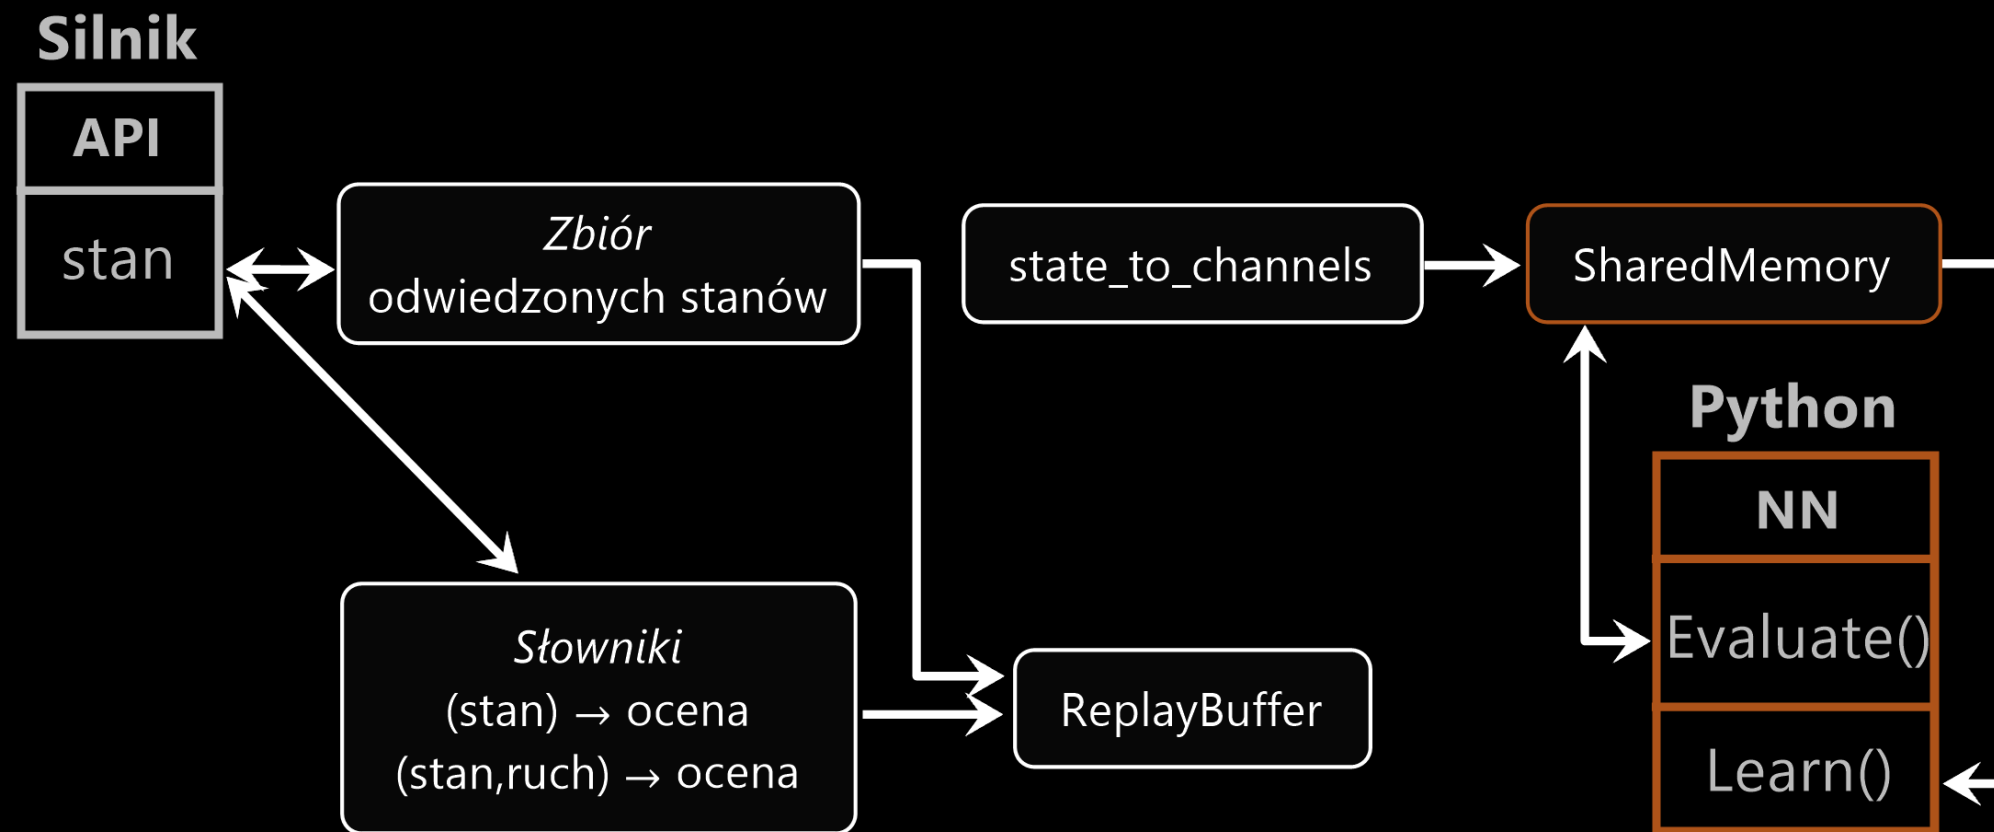 Silnik
API
stan
Zbiór
odwiedzonych stanów
state_to_channels
SharedMemory
Python
NN
Evaluate()
Learn()
Słowniki
(stan) → ocena
(stan,ruch) → ocena
ReplayBuffer